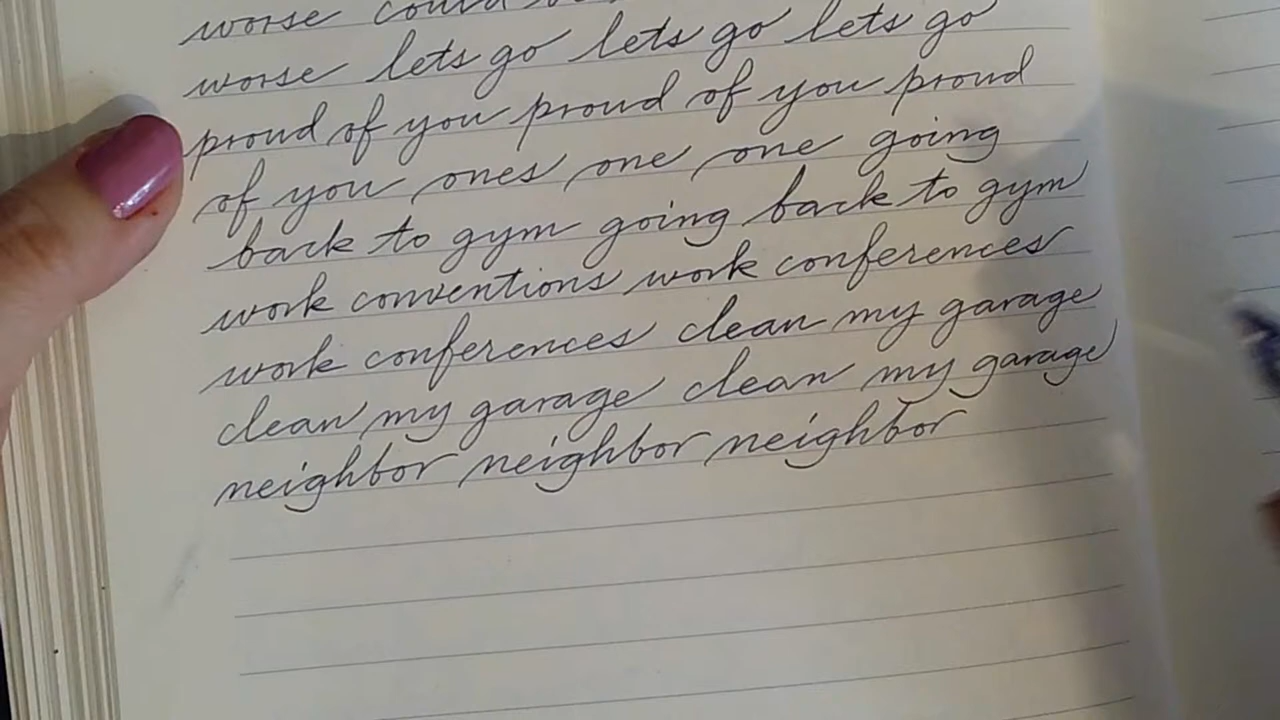 worse could
worse lets go lets go lets go
proud of you proud of you proud
of you ones one one going
back to gym going back to gym
work conventions work conferences
work conferences clean my garage
clean my garage clean my garage
neighbor neighbor neighbor